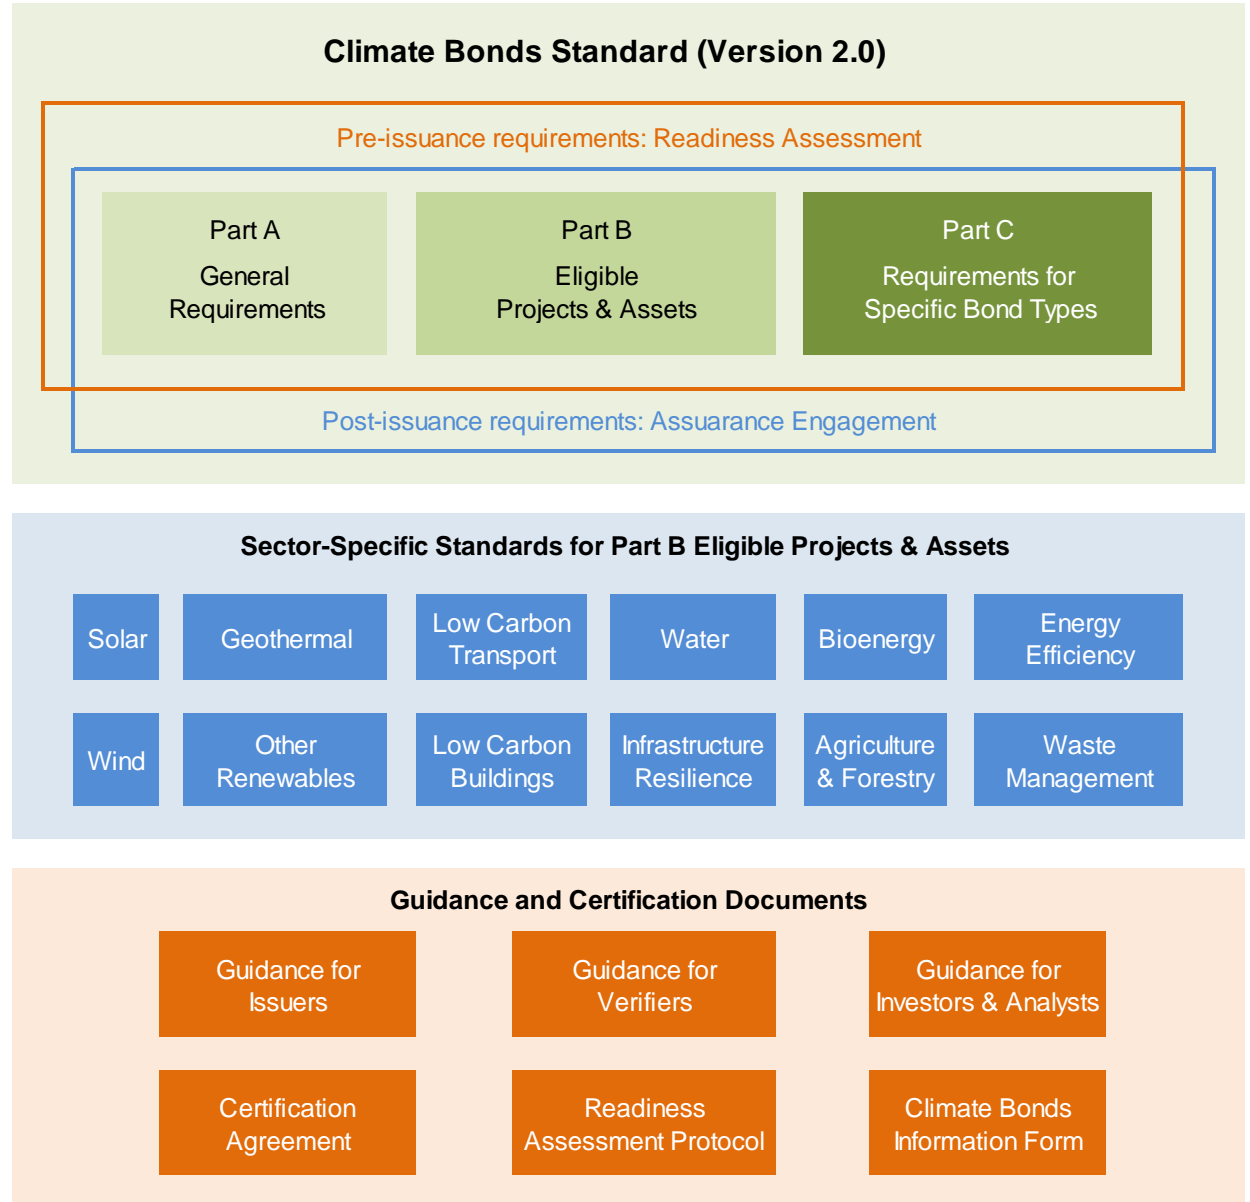 Climate Bonds Standard (Version 2.0)
Pre-issuance requirements: Readiness Assessment
Part A
General
Requirements
Part B
Eligible
Projects & Assets
Part C
Requirements for
Specific Bond Types
Post-issuance requirements: Assuarance Engagement
Sector-Specific Standards for Part B Eligible Projects & Assets
Solar
Geothermal
Low Carbon
Transport
Water
Bioenergy
Energy
Efficiency
Wind
Other
Renewables
Low Carbon
Buildings
Infrastructure
Resilience
Agriculture
& Forestry
Waste
Management
Guidance and Certification Documents
Guidance for
Issuers
Guidance for
Verifiers
Guidance for
Investors & Analysts
Certification
Agreement
Readiness
Assessment Protocol
Climate Bonds
Information Form